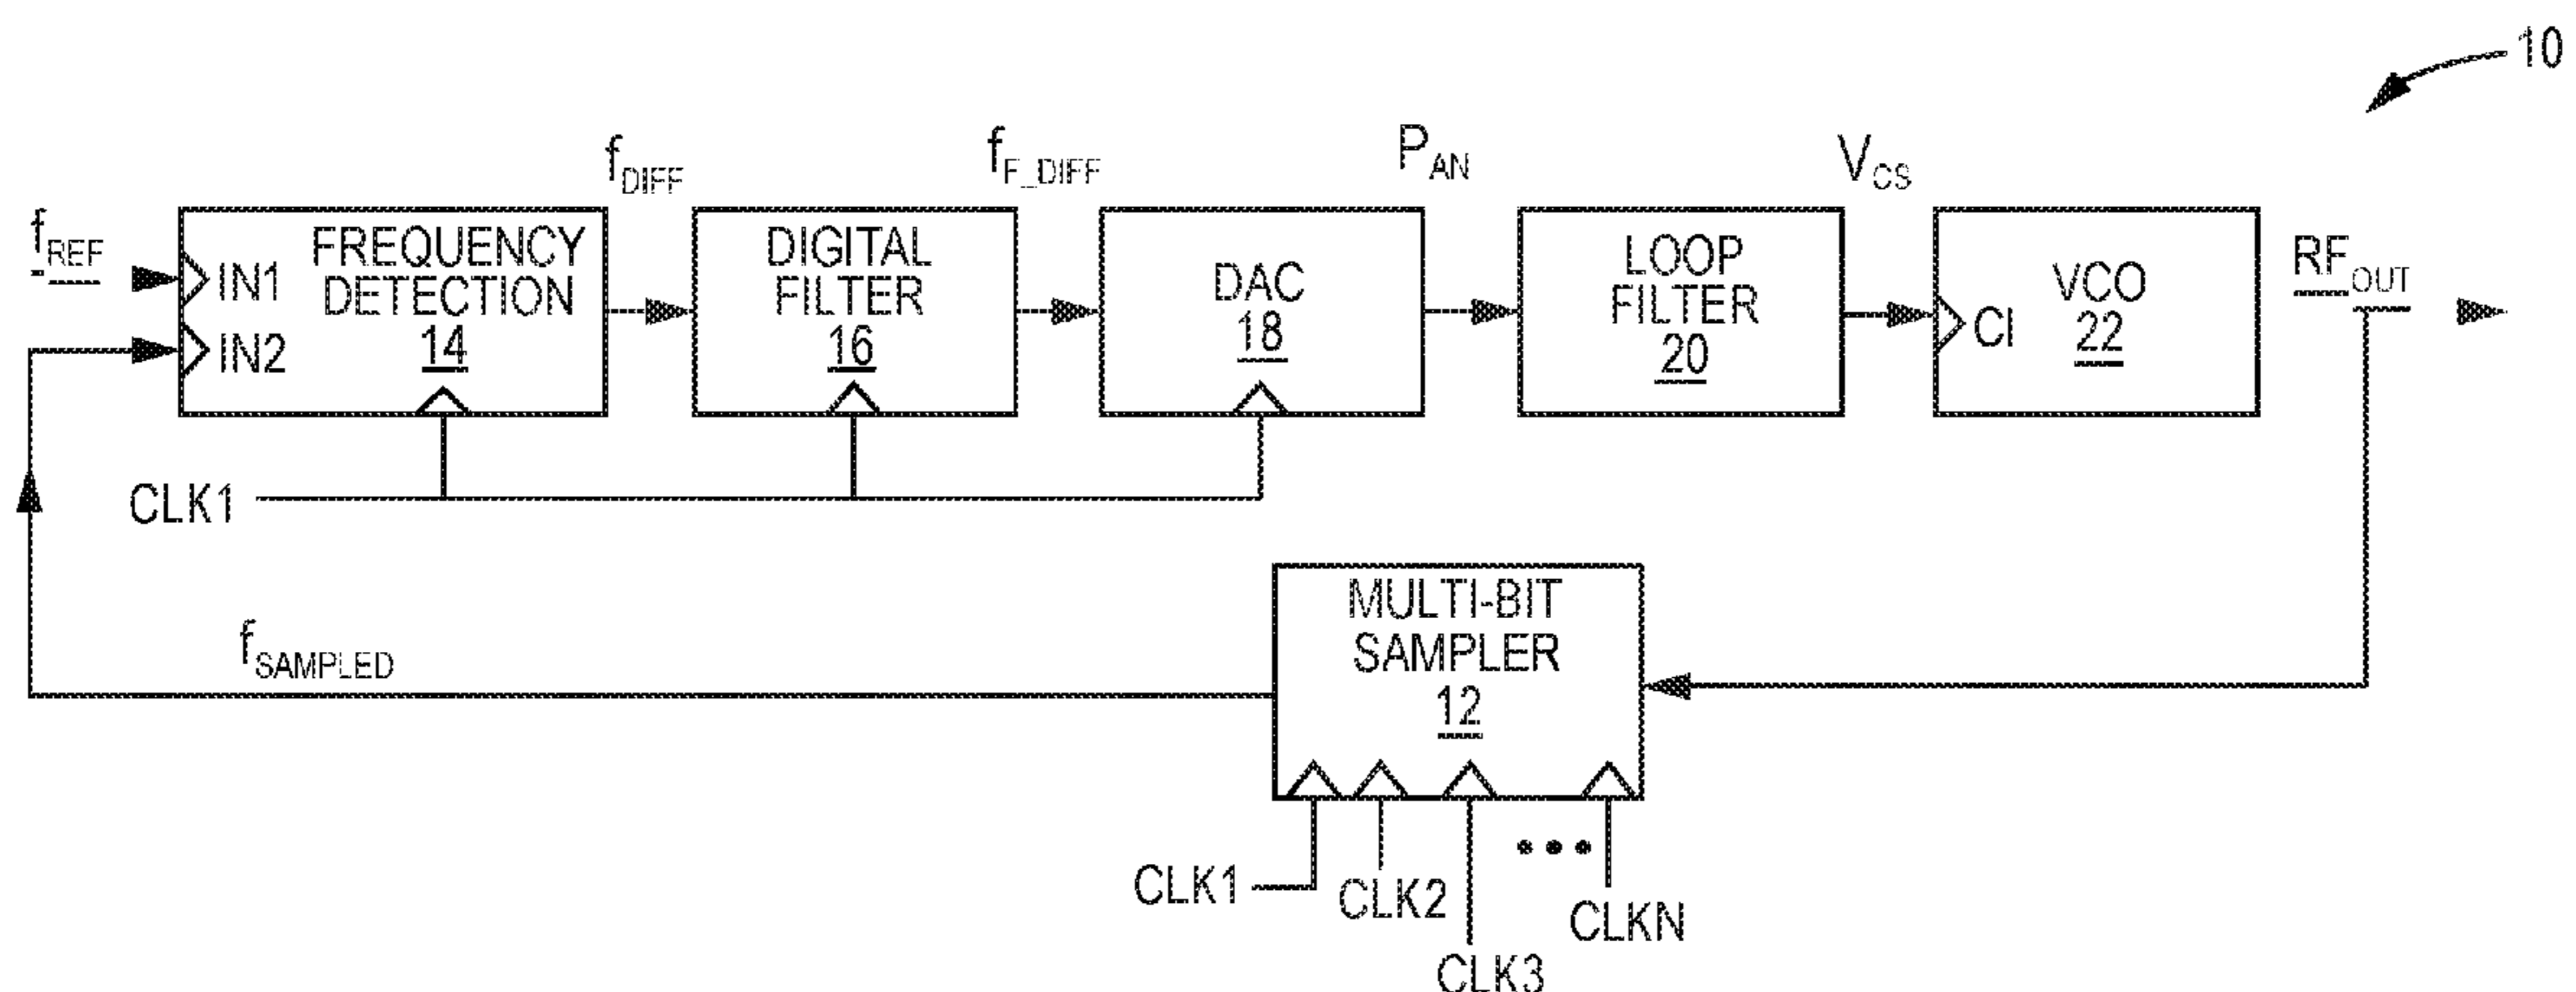 10
fREF
IN1
IN2
FREQUENCY
DETECTION
14
fDIFF
DIGITAL
FILTER
16
fF_DIFF
DAC
18
PAN
LOOP
FILTER
20
VCS
CI
VCO
22
RFOUT
CLK1
fSAMPLED
MULTI-BIT
SAMPLER
12
CLK1
CLK2
CLK3
•••
CLKN